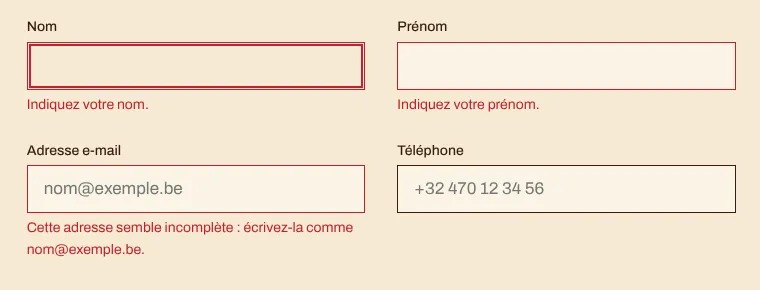 Nom
Prénom
Indiquez votre nom.
Indiquez votre prénom.
Adresse e-mail
Téléphone
nom@exemple.be
+32 470 12 34 56
Cette adresse semble incomplète : écrivez-la comme
nom@exemple.be.